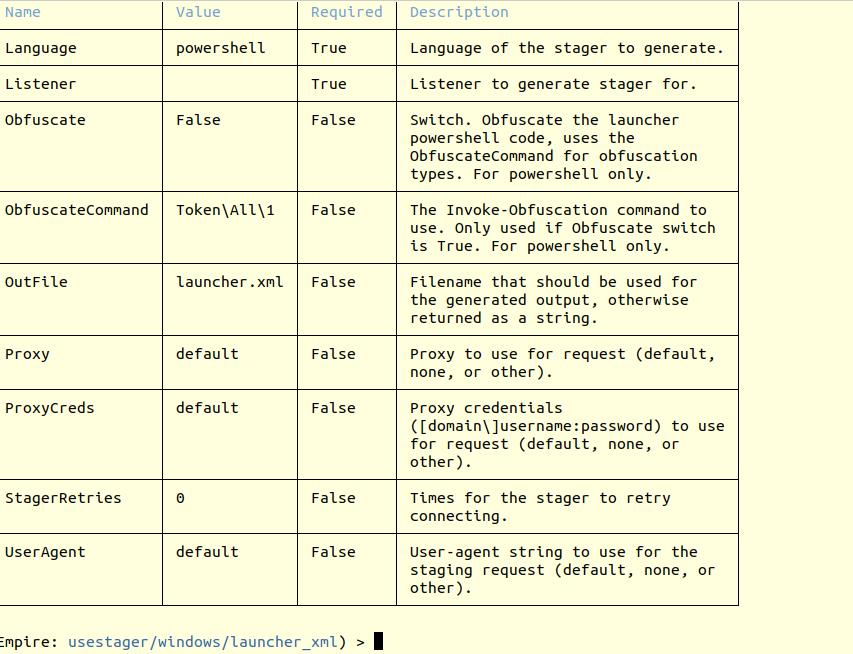 Name Value Required Description
Language powershell True Language of the stager to generate.
Listener True Listener to generate stager for.
Obfuscate False False Switch. Obfuscate the launcher
powershell code, uses the
ObfuscateCommand for obfuscation
types. For powershell only.
ObfuscateCommand Token\All\1 False The Invoke-Obfuscation command to
use. Only used if Obfuscate switch
is True. For powershell only.
OutFile launcher.xml False Filename that should be used for
the generated output, otherwise
returned as a string.
Proxy default False Proxy to use for request (default,
none, or other).
ProxyCreds default False Proxy credentials
([domain\]username:password) to use
for request (default, none, or
other).
StagerRetries 0 False Times for the stager to retry
connecting.
UserAgent default False User-agent string to use for the
staging request (default, none, or
other).
Empire: usestager/windows/launcher_xml) >